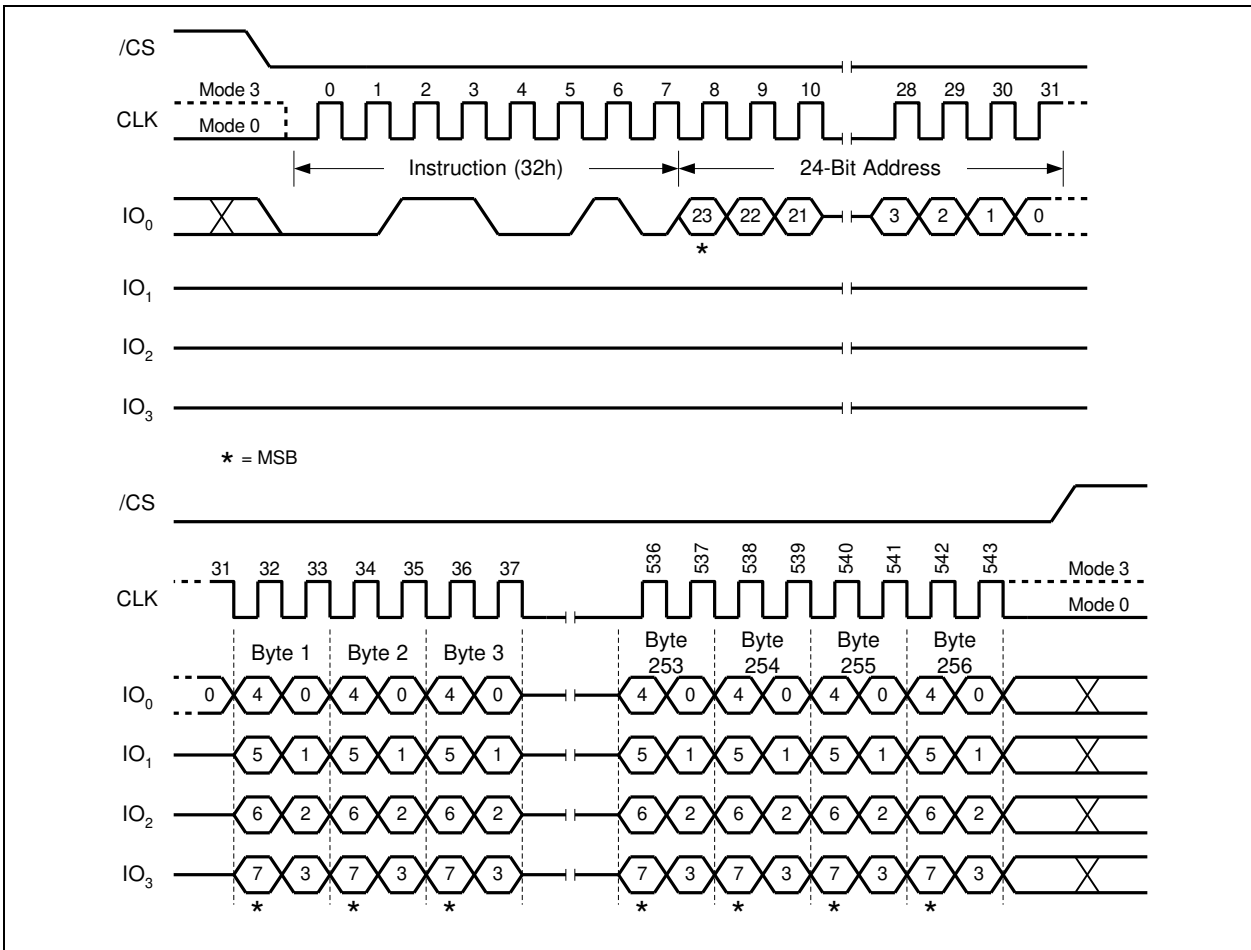 /CS
Mode 3 0 1 2 3 4 5 6 7 8 9 10 28 29 30 31
CLK
Mode 0
Instruction (32h) 24-Bit Address
IO0 23 22 21 3 2 1 0
*
IO1
IO2
IO3
* = MSB
/CS
31 32 33 34 35 36 37 536 537 538 539 540 541 542 543 Mode 3
CLK
Mode 0
Byte 1 Byte 2 Byte 3 Byte 253 Byte 254 Byte 255 Byte 256
IO0 0 4 0 4 0 4 0 4 0 4 0 4 0 4 0
IO1 5 1 5 1 5 1 5 1 5 1 5 1 5 1
IO2 6 2 6 2 6 2 6 2 6 2 6 2 6 2
IO3 7 3 7 3 7 3 7 3 7 3 7 3 7 3
* * * * * * *